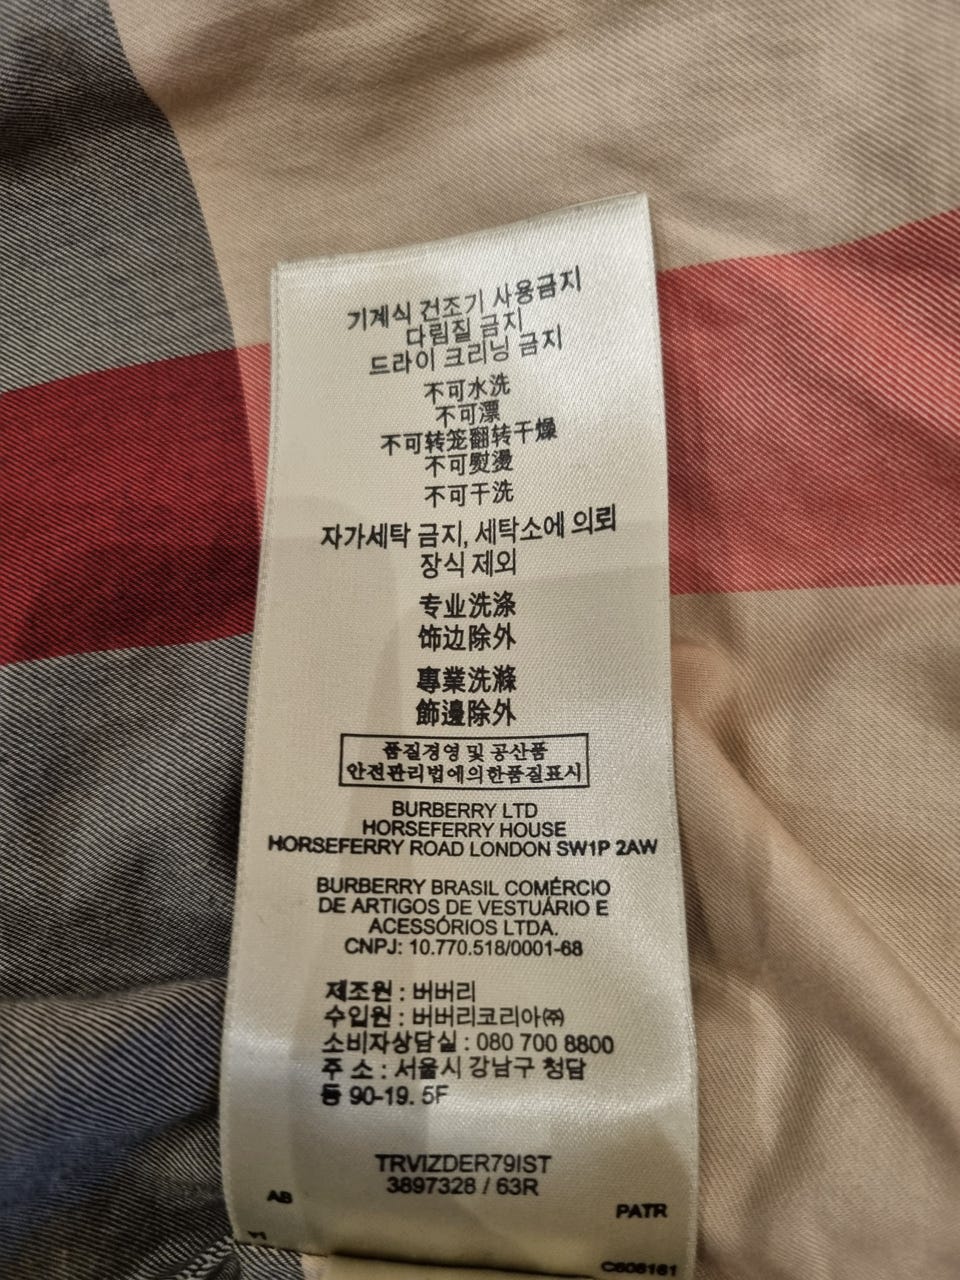 기계식 건조기 사용금지
다림질 금지
드라이 크리닝 금지
不可水洗
不可漂
不可转笼翻转干燥
不可熨燙
不可干洗
자가세탁 금지, 세탁소에 의뢰
장식 제외
专业洗涤
饰边除外
專業洗滌
飾邊除外
품질경영 및 공산품
안전관리법에의한품질표시
BURBERRY LTD
HORSEFERRY HOUSE
HORSEFERRY ROAD LONDON SW1P 2AW
BURBERRY BRASIL COMÉRCIO
DE ARTIGOS DE VESTUÁRIO E
ACESSÓRIOS LTDA.
CNPJ: 10.770.518/0001-68
제조원 : 버버리
수입원 : 버버리코리아㈜
소비자상담실 : 080 700 8800
주 소 : 서울시 강남구 청담
동 90-19. 5F
TRVIZDER79IST
3897328 / 63R
AB
PATR
C608161